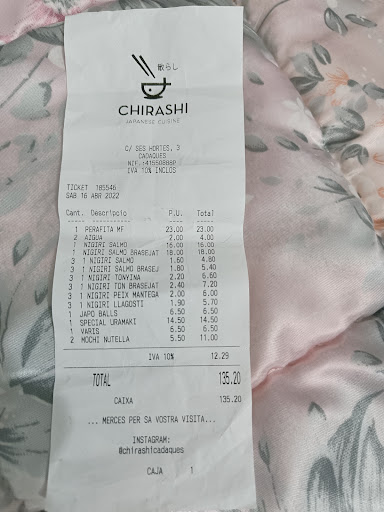 散らし
CHIRASHI
JAPANESE CUISINE
C/ SES HORTES, 3
CADAQUES
NIF.:41550868P
IVA 10% INCLOS
TICKET 185546
SAB 16 ABR 2022
Cant. Descripcio P.U. Total
1 PERAFITA MF 23.00 23.00
2 AIGUA 2.00 4.00
1 NIGIRI SALMO 16.00 16.00
1 NIGIRI SALMO BRASEJAT 18.00 18.00
3 1 NIGIRI SALMO 1.60 4.80
3 1 NIGIRI SALMO BRASEJ 1.80 5.40
3 1 NIGIRI TONYINA 2.20 6.60
3 1 NIGIRI TON BRASEJAT 2.40 7.20
3 1 NIGIRI PEIX MANTEGA 2.00 6.00
3 1 NIGIRI LLAGOSTI 1.90 5.70
1 JAPO BALLS 6.50 6.50
1 SPECIAL URAMAKI 14.50 14.50
1 VARIS 6.50 6.50
2 MOCHI NUTELLA 5.50 11.00
IVA 10% 12.29
TOTAL 135.20
CAIXA 135.20
... MERCES PER SA VOSTRA VISITA...
INSTAGRAM:
@chirashicadaques
CAJA 1